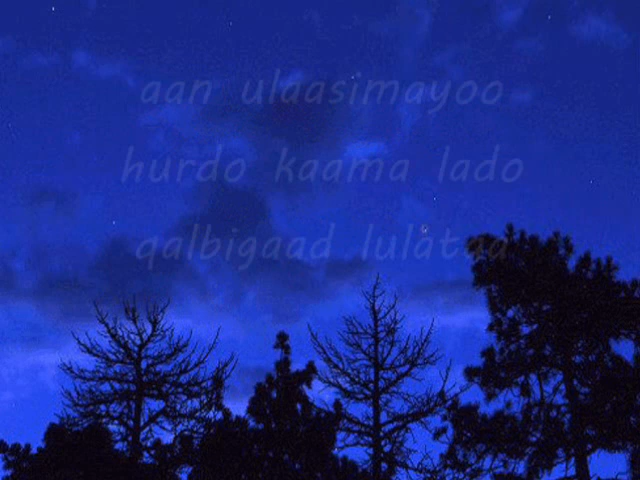 aan ulaasimayoo
hurdo kaama lado
qalbigaad lulataa